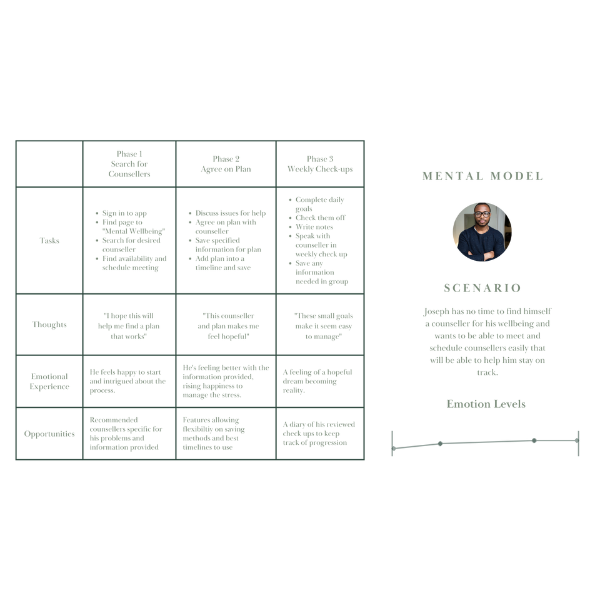 Phase 1
Search for
Counsellers
Phase 2
Agree on Plan
Phase 3
Weekly Check-ups
Tasks
• Sign in to app
• Find page to
"Mental Wellbeing"
• Search for desired
counseller
• Find availability and
schedule meeting
• Discuss issues for help
• Agree on plan with
counseller
• Save specified
information for plan
• Add plan into a
timeline and save
• Complete daily
goals
• Check them off
• Write notes
• Speak with
counseller in
weekly check up
• Save any
information
needed in group
Thoughts
"I hope this will
help me find a plan
that works"
"This counseller
and plan makes me
feel hopeful"
"These small goals
make it seem easy
to manage"
Emotional
Experience
He feels happy to start
and intrigued about the
process.
He's feeling better with the
information provided,
rising happiness to
manage the stress.
A feeling of a hopeful
dream becoming
reality.
Opportunities
Recommended
counsellers specific for
his problems and
information provided
Features allowing
flexibility on saving
methods and best
timelines to use
A diary of his reviewed
check ups to keep
track of progression
MENTAL MODEL
SCENARIO
Joseph has no time to find himself
a counseller for his wellbeing and
wants to be able to meet and
schedule counsellers easily that
will be able to help him stay on
track.
Emotion Levels